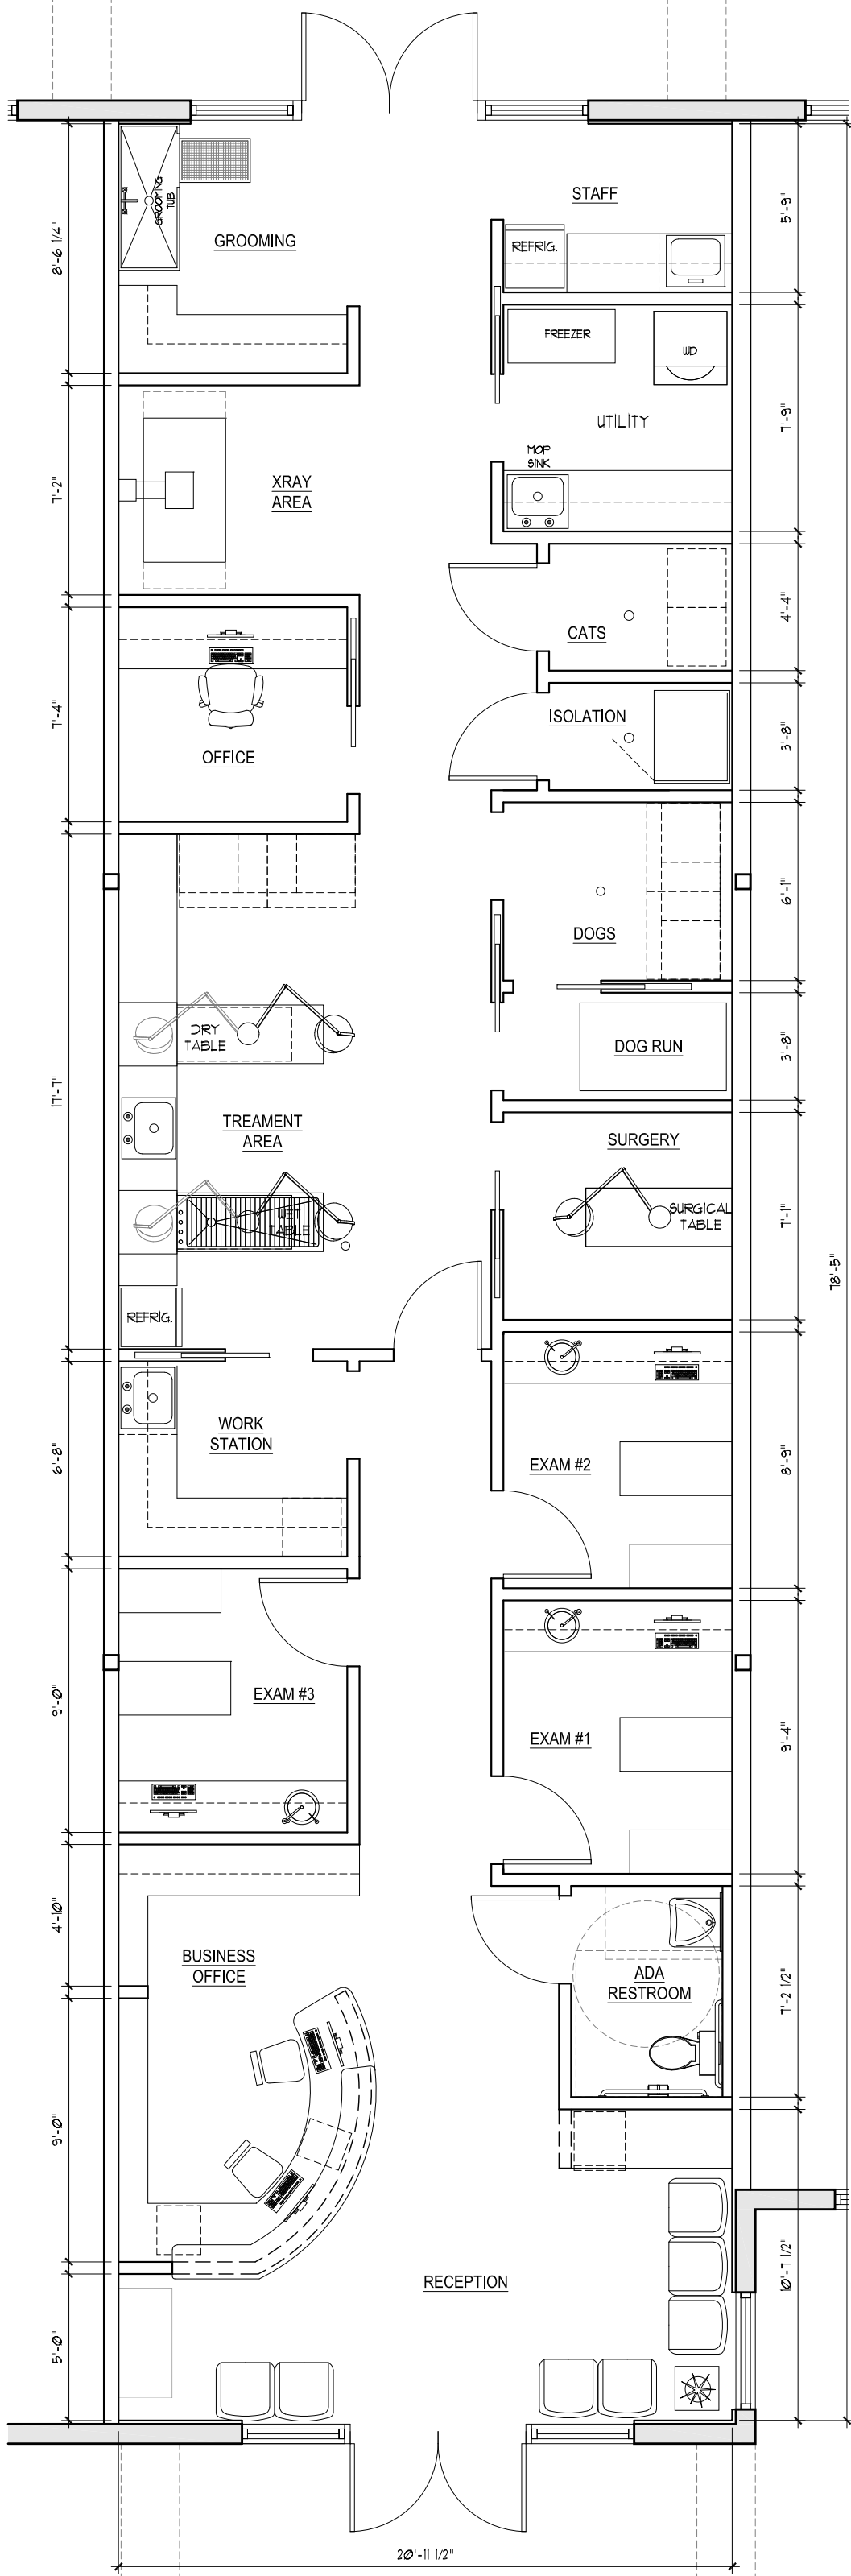 GROOMING
TUB
GROOMING
STAFF
REFRIG.
5'-9"
8'-6 1/4"
FREEZER
WD
UTILITY
MOP
SINK
7'-9"
XRAY
AREA
7'-2"
CATS
4'-4"
ISOLATION
3'-8"
OFFICE
7'-4"
DOGS
6'-1"
DRY
TABLE
DOG RUN
3'-8"
17'-7"
TREAMENT
AREA
SURGERY
SURGICAL
TABLE
7'-1"
WET
TABLE
78'-5"
REFRIG.
WORK
STATION
6'-8"
EXAM #2
8'-9"
EXAM #3
9'-0"
EXAM #1
9'-4"
4'-10"
BUSINESS
OFFICE
ADA
RESTROOM
7'-2 1/2"
9'-0"
RECEPTION
10'-7 1/2"
5'-0"
20'-11 1/2"